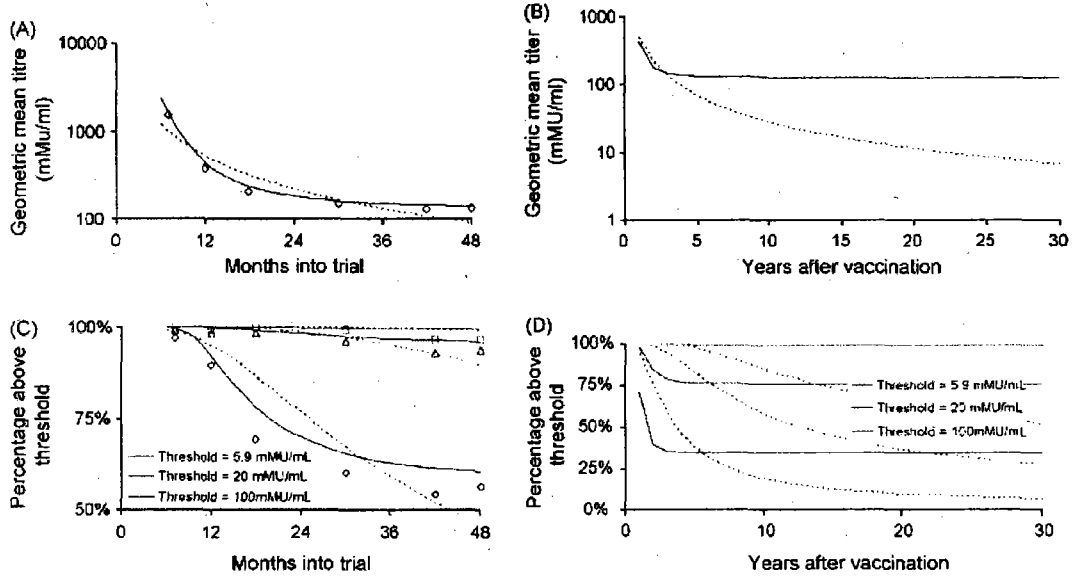 (A)
10000
1000
100
Geometric mean titre
(mMu/ml)
0 12 24 36 48
Months into trial
(B)
1000
100
10
1
Geometric mean titer
(mMU/ml)
0 5 10 15 20 25 30
Years after vaccination
(C)
100%
75%
50%
Percentage above
threshold
Threshold = 5.9 mMU/mL
Threshold = 20 mMU/mL
Threshold = 100mMU/mL
0 12 24 36 48
Months into trial
(D)
100%
75%
50%
25%
0%
Percentage above
threshold
Threshold = 5.9 mMU/mL
Threshold = 20 mMU/mL
Threshold = 100mMU/mL
0 10 20 30
Years after vaccination